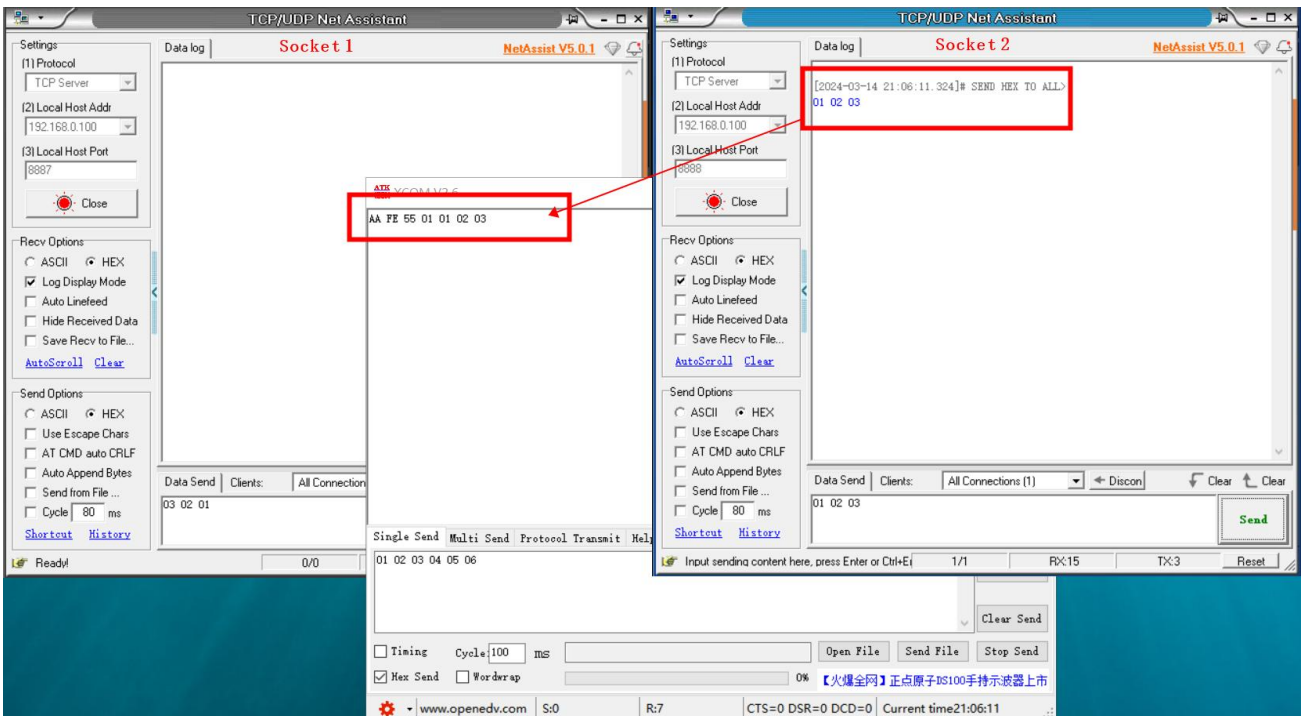 TCP/UDP Net Assistant
Settings
(1) Protocol
TCP Server
(2) Local Host Addr
192.168.0.100
(3) Local Host Port
8887
Close
Recv Options
ASCII HEX
Log Display Mode
Auto Linefeed
Hide Received Data
Save Recv to File...
AutoScroll Clear
Send Options
ASCII HEX
Use Escape Chars
AT CMD auto CRLF
Auto Append Bytes
Send from File ...
Cycle 80 ms
Shortcut History
Data log
Socket1
NetAssist V5.0.1
Data Send Clients: All Connection
03 02 01
Ready! 0/0
AA FE 55 01 01 02 03
Single Send Multi Send Protocol Transmit Help
01 02 03 04 05 06
Clear Send
Timing Cycle: 100 ms
Open File Send File Stop Send
Hex Send Wordwrap
0% 【火爆全网】正点原子DS100手持示波器上市
www.openedv.com S:0 R:7 CTS=0 DSR=0 DCD=0 Current time21:06:11
TCP/UDP Net Assistant
Settings
(1) Protocol
TCP Server
(2) Local Host Addr
192.168.0.100
(3) Local Host Port
8888
Close
Recv Options
ASCII HEX
Log Display Mode
Auto Linefeed
Hide Received Data
Save Recv to File...
AutoScroll Clear
Send Options
ASCII HEX
Use Escape Chars
AT CMD auto CRLF
Auto Append Bytes
Send from File ...
Cycle 80 ms
Shortcut History
Data log
Socket2
NetAssist V5.0.1
[2024-03-14 21:06:11.324]# SEND HEX TO ALL>
01 02 03
Data Send Clients: All Connections (1) Discon Clear Clear
01 02 03
Send
Input sending content here, press Enter or 1/1 RX:15 TX:3 Reset